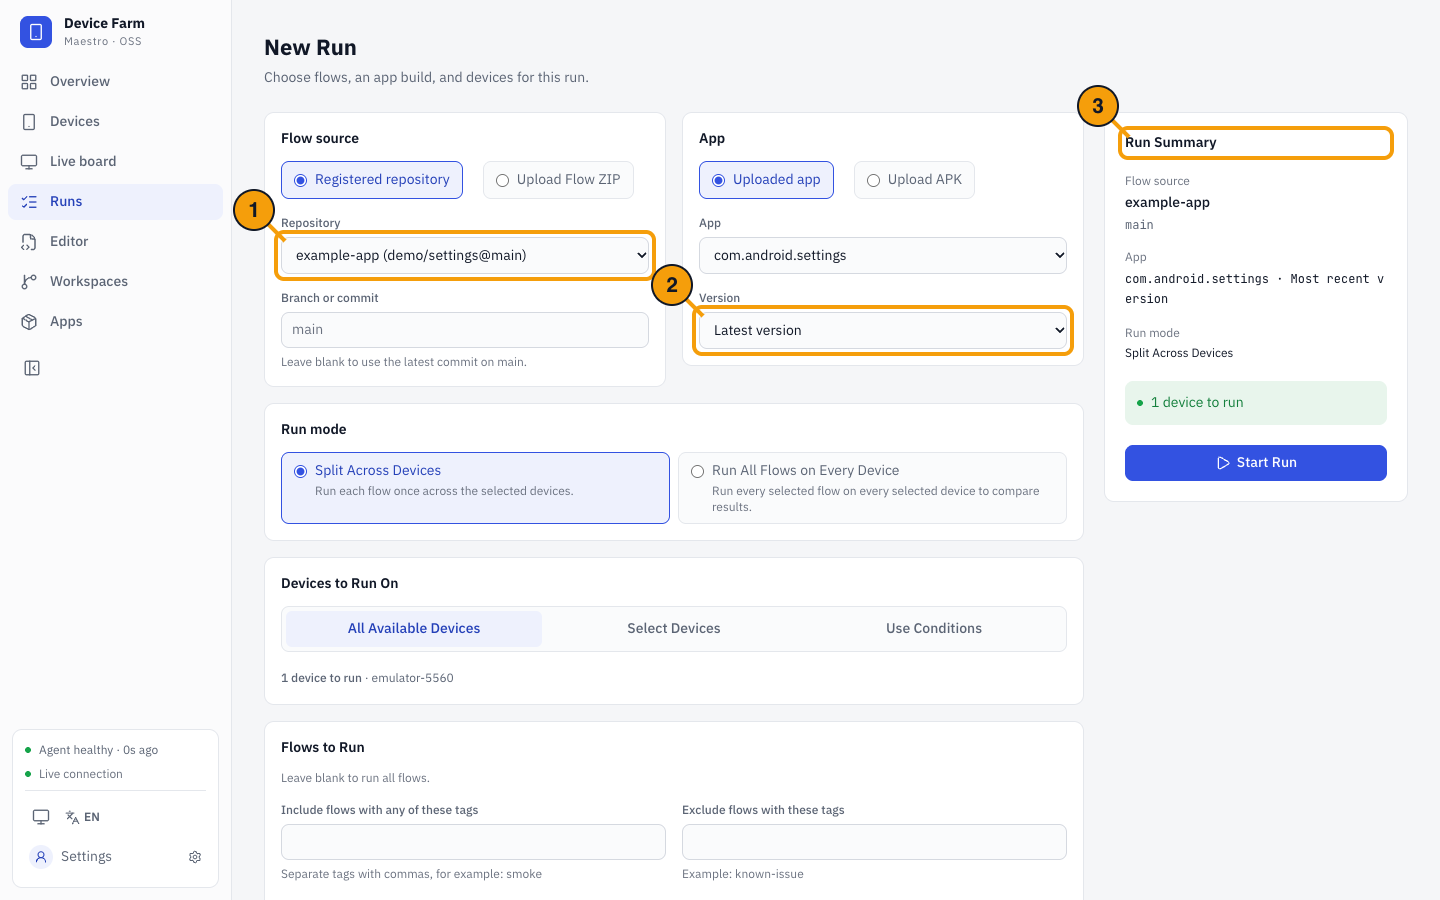 Device Farm
Maestro · OSS
Overview
Devices
Live board
Runs
Editor
Workspaces
Apps
Agent healthy · 0s ago
Live connection
EN
Settings
New Run
Choose flows, an app build, and devices for this run.
Flow source
Registered repository
Upload Flow ZIP
1
Repository
example-app (demo/settings@main)
Branch or commit
main
Leave blank to use the latest commit on main.
App
Uploaded app
Upload APK
App
com.android.settings
2
Version
Latest version
Run mode
Split Across Devices
Run each flow once across the selected devices.
Run All Flows on Every Device
Run every selected flow on every selected device to compare
results.
Devices to Run On
All Available Devices
Select Devices
Use Conditions
1 device to run · emulator-5560
Flows to Run
Leave blank to run all flows.
Include flows with any of these tags
Separate tags with commas, for example: smoke
Exclude flows with these tags
Example: known-issue
3
Run Summary
Flow source
example-app
main
App
com.android.settings · Most recent v
ersion
Run mode
Split Across Devices
1 device to run
Start Run